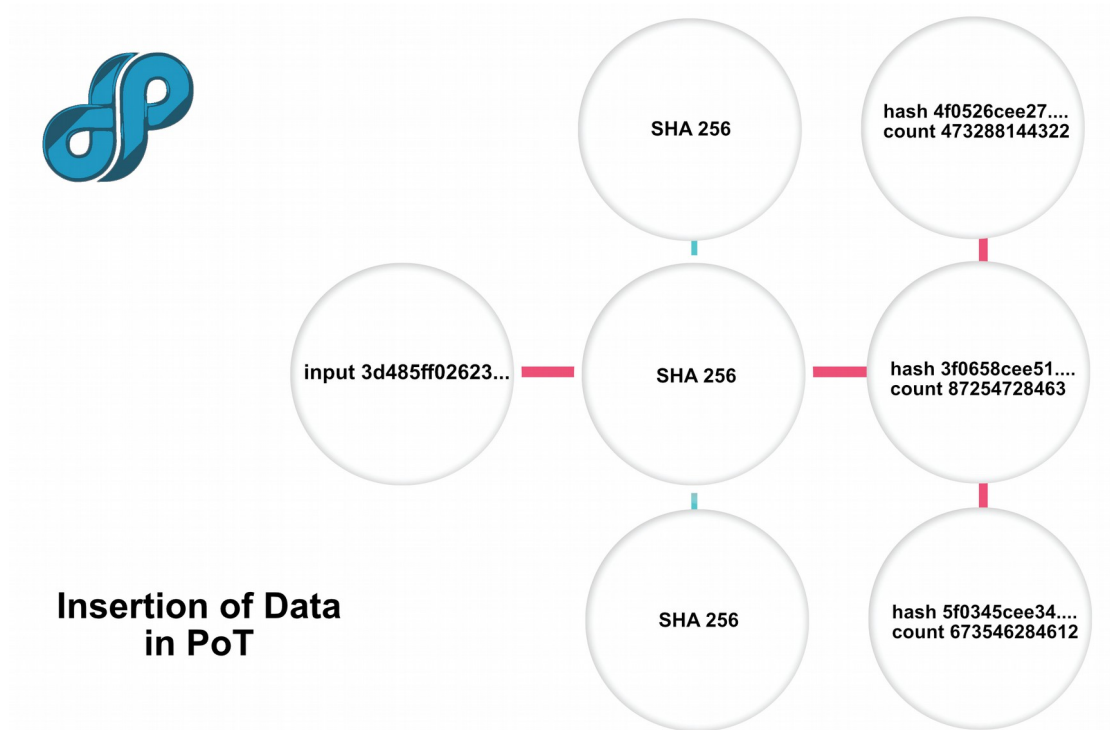 SHA 256
hash 4f0526cee27....
count 473288144322
input 3d485ff02623...
SHA 256
hash 3f0658cee51....
count 87254728463
SHA 256
hash 5f0345cee34....
count 673546284612
Insertion of Data
in PoT